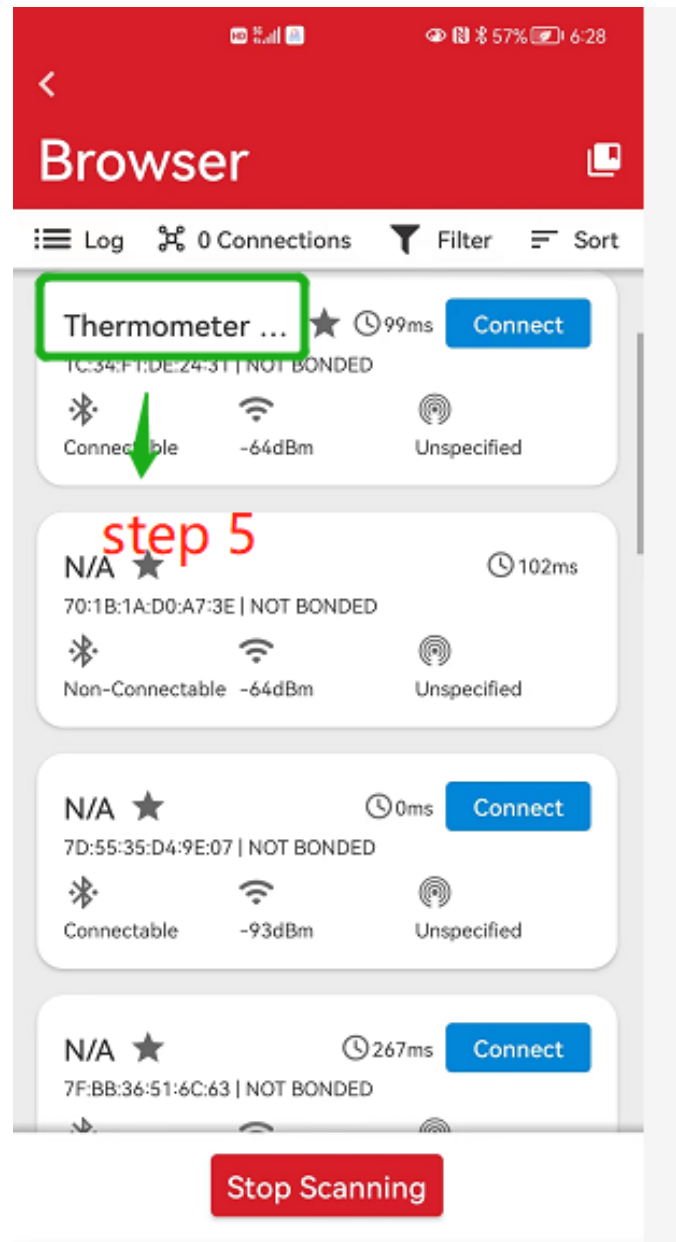 57% 6:28
Browser
Log 0 Connections Filter Sort
Thermometer ... 99ms Connect
1C:34:F1:DE:24:31 | NOT BONDED
Connectable -64dBm Unspecified
step 5
N/A 102ms
70:1B:1A:D0:A7:3E | NOT BONDED
Non-Connectable -64dBm Unspecified
N/A 0ms Connect
7D:55:35:D4:9E:07 | NOT BONDED
Connectable -93dBm Unspecified
N/A 267ms Connect
7F:BB:36:51:6C:63 | NOT BONDED
Stop Scanning